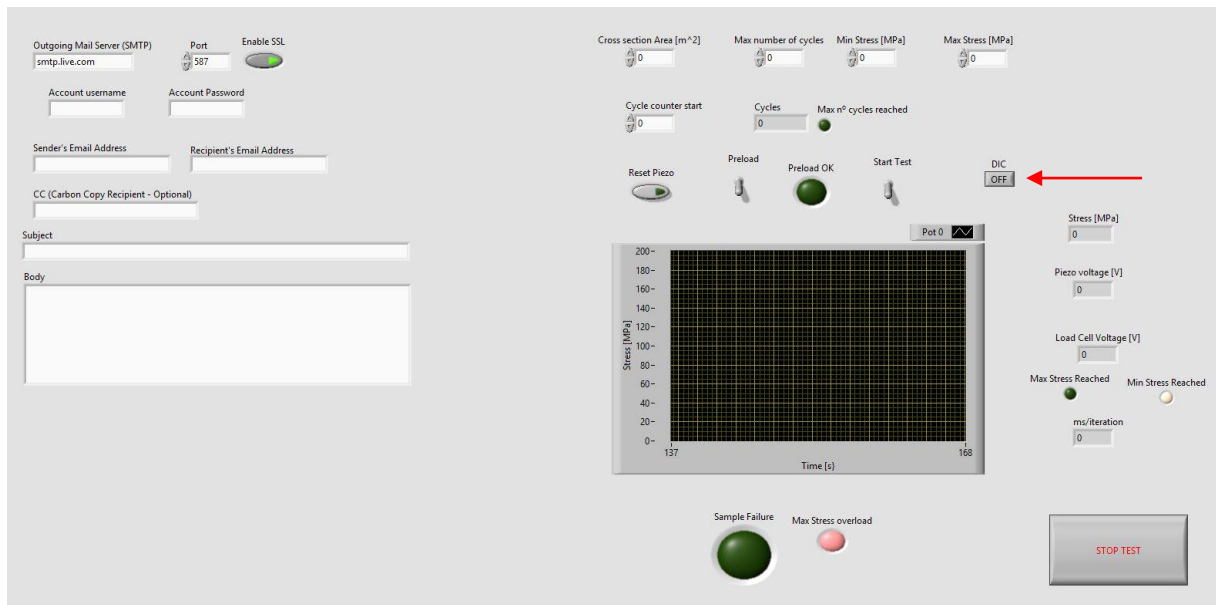 Outgoing Mail Server (SMTP)
Port
Enable SSL
smtp.live.com
587
Account username
Account Password
Sender's Email Address
Recipient's Email Address
CC (Carbon Copy Recipient - Optional)
Subject
Body
Cross section Area [m^2]
Max number of cycles
Min Stress [MPa]
Max Stress [MPa]
0
0
0
0
Cycle counter start
Cycles
Max nº cycles reached
0
0
Reset Piezo
Preload
Preload OK
Start Test
DIC
OFF
Stress [MPa]
0
Piezo voltage [V]
0
Load Cell Voltage [V]
0
Max Stress Reached
Min Stress Reached
ms/iteration
0
Pot 0
Stress [MPa]
200
180
160
140
120
100
80
60
40
20
0
137
168
Time [s]
Sample Failure
Max Stress overload
STOP TEST